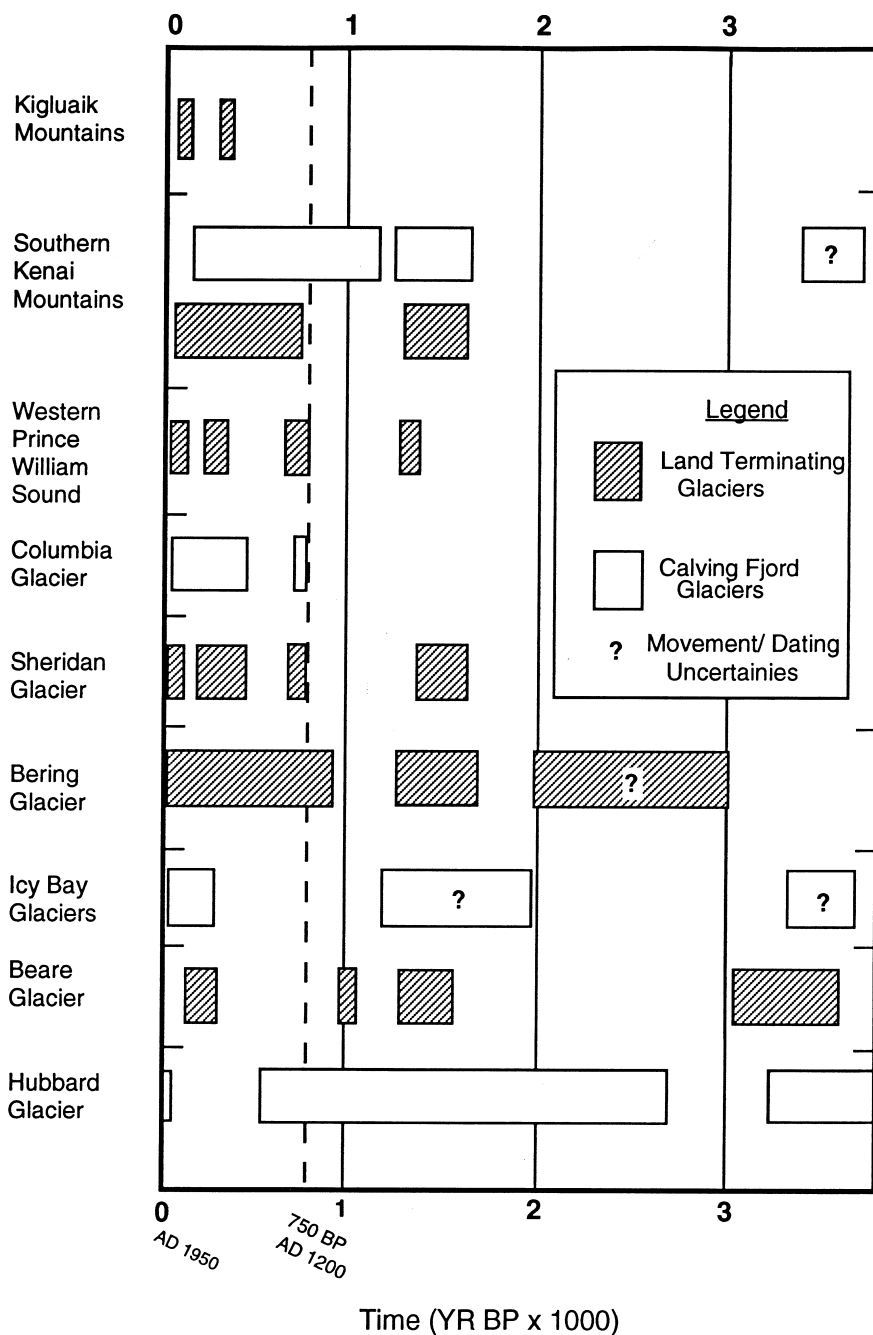 0 1 2 3
Kigluaik
Mountains
Southern
Kenai
Mountains
?
Western
Prince
William
Sound
Legend
Land Terminating
Glaciers
Calving Fjord
Glaciers
? Movement/ Dating
Uncertainies
Columbia
Glacier
Sheridan
Glacier
Bering
Glacier
?
Icy Bay
Glaciers
? ?
Beare
Glacier
Hubbard
Glacier
0 1 2 3
AD 1950
750 BP
AD 1200
Time (YR BP x 1000)